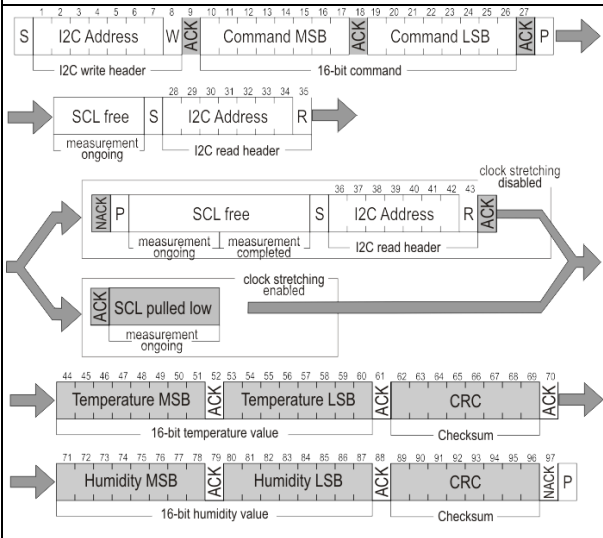 1 2 3 4 5 6 7 8 9 10 11 12 13 14 15 16 17 18 19 20 21 22 23 24 25 26 27
S I2C Address W ACK Command MSB ACK Command LSB ACK P
I2C write header 16-bit command
28 29 30 31 32 33 34 35
SCL free S I2C Address R
measurement ongoing I2C read header
clock stretching disabled
36 37 38 39 40 41 42 43
NACK P SCL free S I2C Address R ACK
measurement ongoing measurement completed I2C read header
clock stretching enabled
ACK SCL pulled low
measurement ongoing
44 45 46 47 48 49 50 51 52 53 54 55 56 57 58 59 60 61 62 63 64 65 66 67 68 69 70
Temperature MSB ACK Temperature LSB ACK CRC ACK
16-bit temperature value Checksum
71 72 73 74 75 76 77 78 79 80 81 82 83 84 85 86 87 88 89 90 91 92 93 94 95 96 97
Humidity MSB ACK Humidity LSB ACK CRC NACK P
16-bit humidity value Checksum